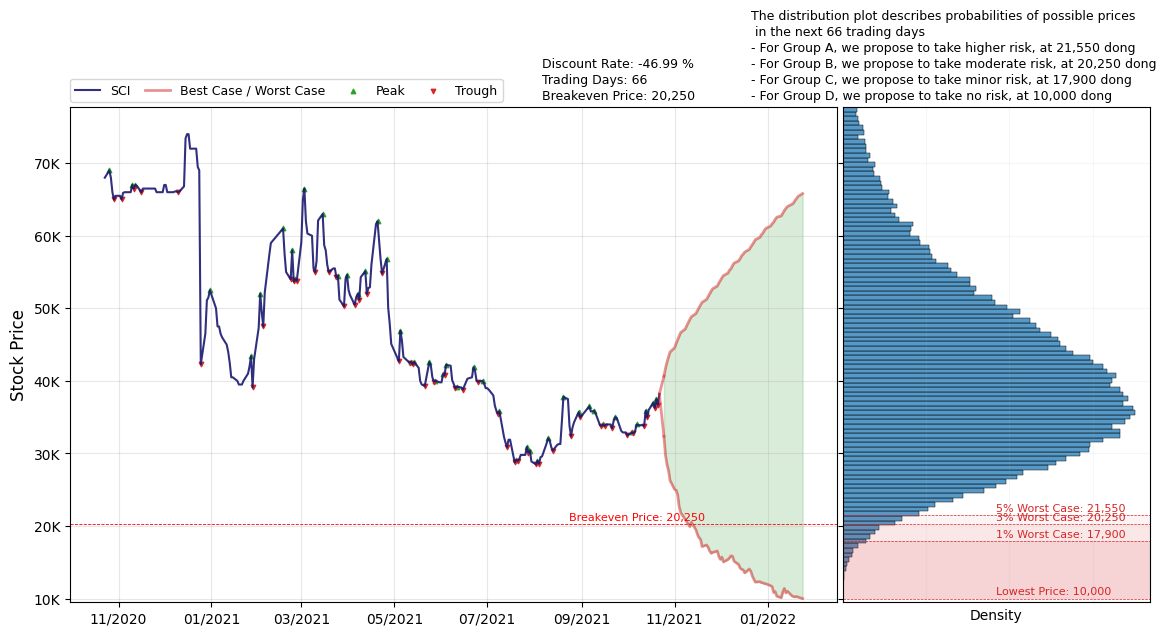 The distribution plot describes probabilities of possible prices
in the next 66 trading days
- For Group A, we propose to take higher risk, at 21,550 dong
- For Group B, we propose to take moderate risk, at 20,250 dong
- For Group C, we propose to take minor risk, at 17,900 dong
- For Group D, we propose to take no risk, at 10,000 dong
Discount Rate: -46.99 %
Trading Days: 66
Breakeven Price: 20,250
SCI
Best Case / Worst Case
Peak
Trough
Stock Price
70K
60K
50K
40K
30K
20K
10K
Breakeven Price: 20,250
5% Worst Case: 21,550
3% Worst Case: 20,250
1% Worst Case: 17,900
Lowest Price: 10,000
11/2020
01/2021
03/2021
05/2021
07/2021
09/2021
11/2021
01/2022
Density